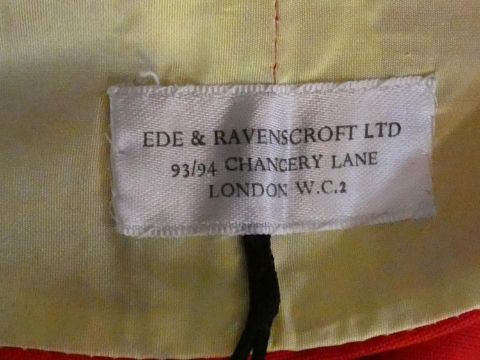 EDE & RAVENSCROFT LTD
93/94 CHANCERY LANE
LONDON W.C.2